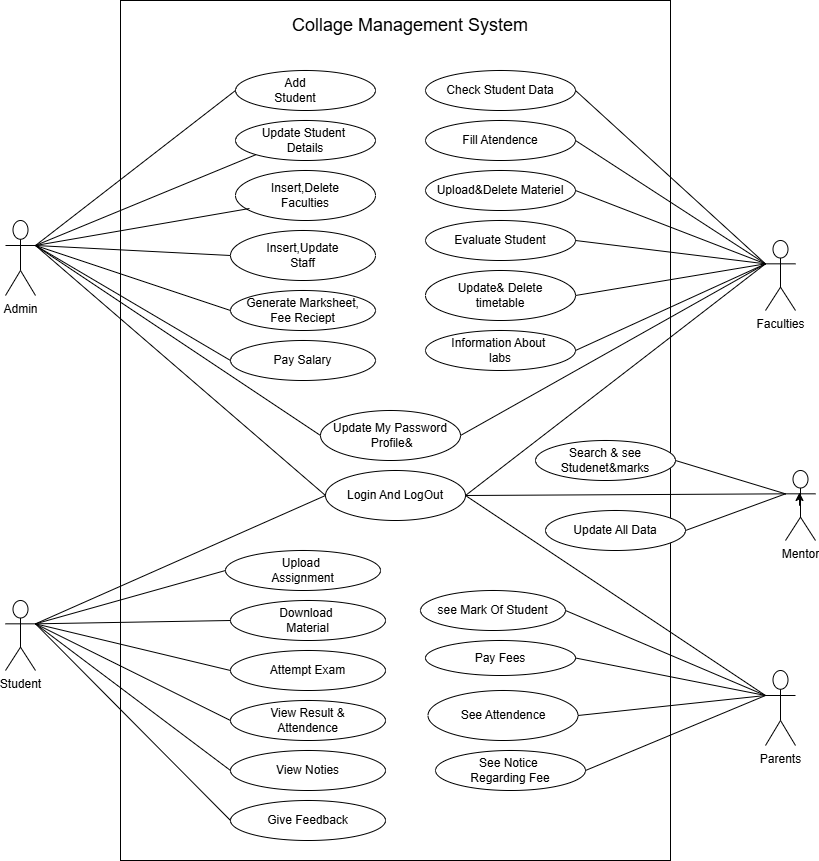 Collage Management System
Add
Student
Update Student
Details
Insert,Delete
Faculties
Insert,Update
Staff
Generate Marksheet,
Fee Reciept
Pay Salary
Check Student Data
Fill Atendence
Upload&Delete Materiel
Evaluate Student
Update& Delete
timetable
Information About
labs
Admin
Faculties
Update My Password
Profile&
Login And LogOut
Search & see
Studenet&marks
Update All Data
Mentor
Upload
Assignment
Download
Material
Attempt Exam
View Result &
Attendence
View Noties
Give Feedback
Student
see Mark Of Student
Pay Fees
See Attendence
See Notice
Regarding Fee
Parents